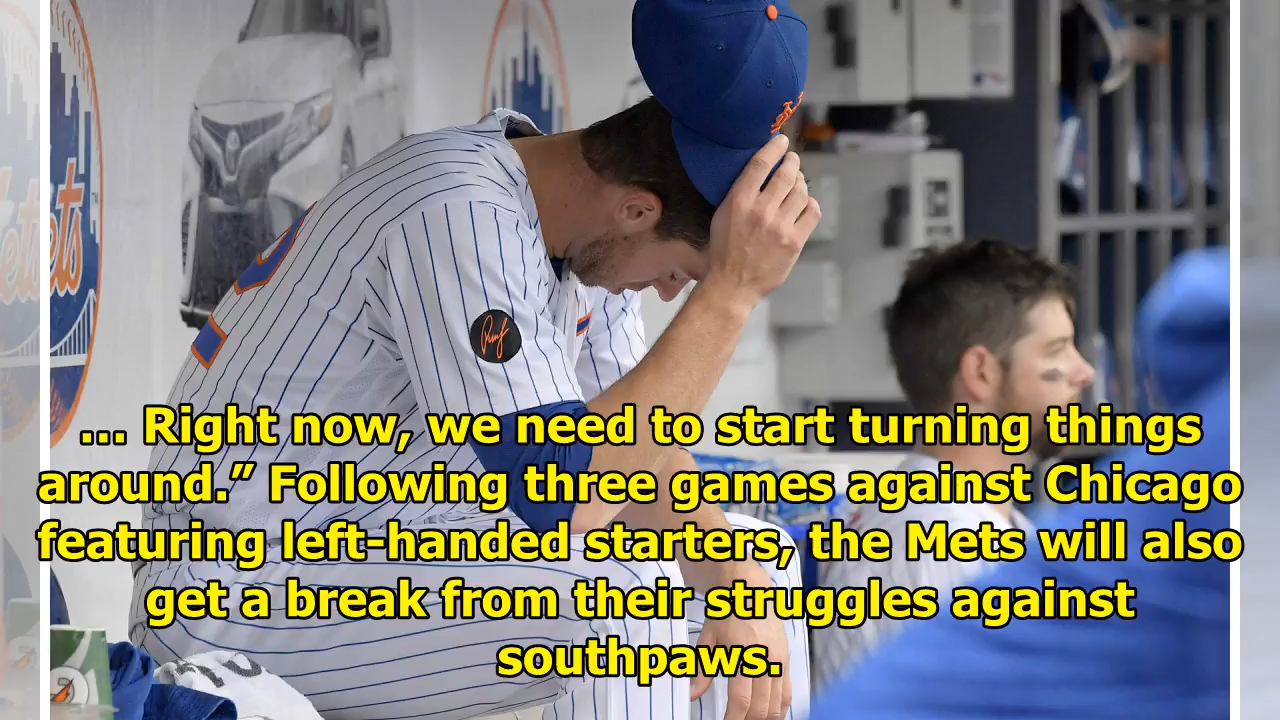 Mets
... Right now, we need to start turning things
around.” Following three games against Chicago
featuring left-handed starters, the Mets will also
get a break from their struggles against
southpaws.